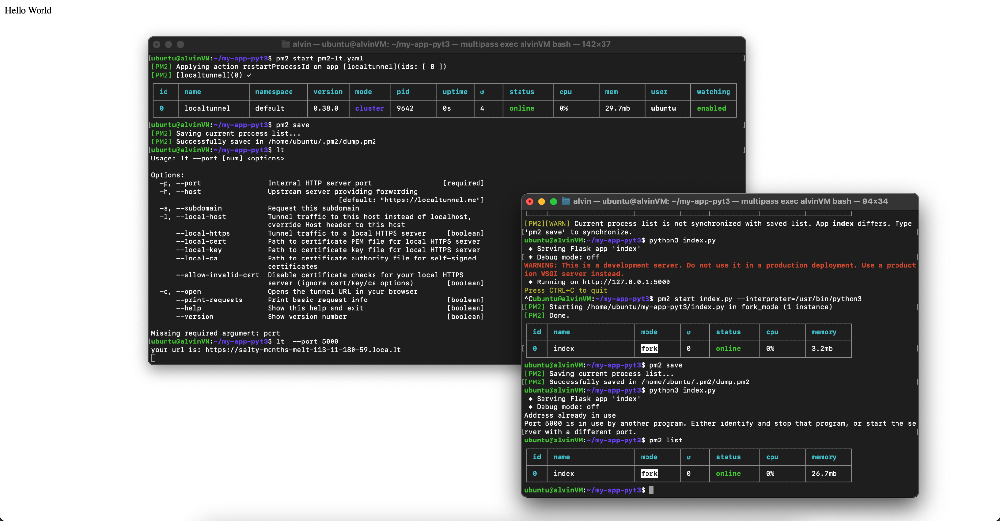 Hello World
alvin — ubuntu@alvinVM: ~/my-app-pyt3 — multipass exec alvinVM bash — 142×37
[ubuntu@alvinVM:~/my-app-pyt3$ pm2 start pm2-lt.yaml ]
[PM2] Applying action restartProcessId on app [localtunnel](ids: [ 0 ])
[PM2] [localtunnel](0) ✓
id name namespace version mode pid uptime ↺ status cpu mem user watching
0 localtunnel default 0.38.0 cluster 9642 0s 4 online 0% 29.7mb ubuntu enabled
[ubuntu@alvinVM:~/my-app-pyt3$ pm2 save ]
[PM2] Saving current process list...
[PM2] Successfully saved in /home/ubuntu/.pm2/dump.pm2
[ubuntu@alvinVM:~/my-app-pyt3$ lt ]
Usage: lt --port [num] <options>
Options:
-p, --port Internal HTTP server port [required]
-h, --host Upstream server providing forwarding
[default: "https://localtunnel.me"]
-s, --subdomain Request this subdomain
-l, --local-host Tunnel traffic to this host instead of localhost,
override Host header to this host
--local-https Tunnel traffic to a local HTTPS server [boolean]
--local-cert Path to certificate PEM file for local HTTPS server
--local-key Path to certificate key file for local HTTPS server
--local-ca Path to certificate authority file for self-signed
certificates
--allow-invalid-cert Disable certificate checks for your local HTTPS
server (ignore cert/key/ca options) [boolean]
-o, --open Opens the tunnel URL in your browser
--print-requests Print basic request info [boolean]
--help Show this help and exit [boolean]
--version Show version number [boolean]
Missing required argument: port
[ubuntu@alvinVM:~/my-app-pyt3$ lt  --port 5000
your url is: https://salty-months-melt-113-11-180-59.loca.lt
alvin — ubuntu@alvinVM: ~/my-app-pyt3 — multipass exec alvinVM bash — 94×34
[PM2][WARN] Current process list is not synchronized with saved list. App index differs. Type
['pm2 save' to synchronize. ]
ubuntu@alvinVM:~/my-app-pyt3$ python3 index.py
* Serving Flask app 'index'
[ * Debug mode: off ]
WARNING: This is a development server. Do not use it in a production deployment. Use a product
ion WSGI server instead.
* Running on http://127.0.0.1:5000
Press CTRL+C to quit
^Cubuntu@alvinVM:~/my-app-pyt3$ pm2 start index.py --interpreter=/usr/bin/python3
[[PM2] Starting /home/ubuntu/my-app-pyt3/index.py in fork_mode (1 instance) ]
[PM2] Done.
id name mode ↺ status cpu memory
[ 0 index fork 0 online 0% 3.2mb ]
ubuntu@alvinVM:~/my-app-pyt3$ pm2 save
[PM2] Saving current process list...
[[PM2] Successfully saved in /home/ubuntu/.pm2/dump.pm2 ]
ubuntu@alvinVM:~/my-app-pyt3$ python3 index.py
* Serving Flask app 'index'
* Debug mode: off
Address already in use
Port 5000 is in use by another program. Either identify and stop that program, or start the se
[rver with a different port. ]
ubuntu@alvinVM:~/my-app-pyt3$ pm2 list
id name mode ↺ status cpu memory
0 index fork 0 online 0% 26.7mb
ubuntu@alvinVM:~/my-app-pyt3$